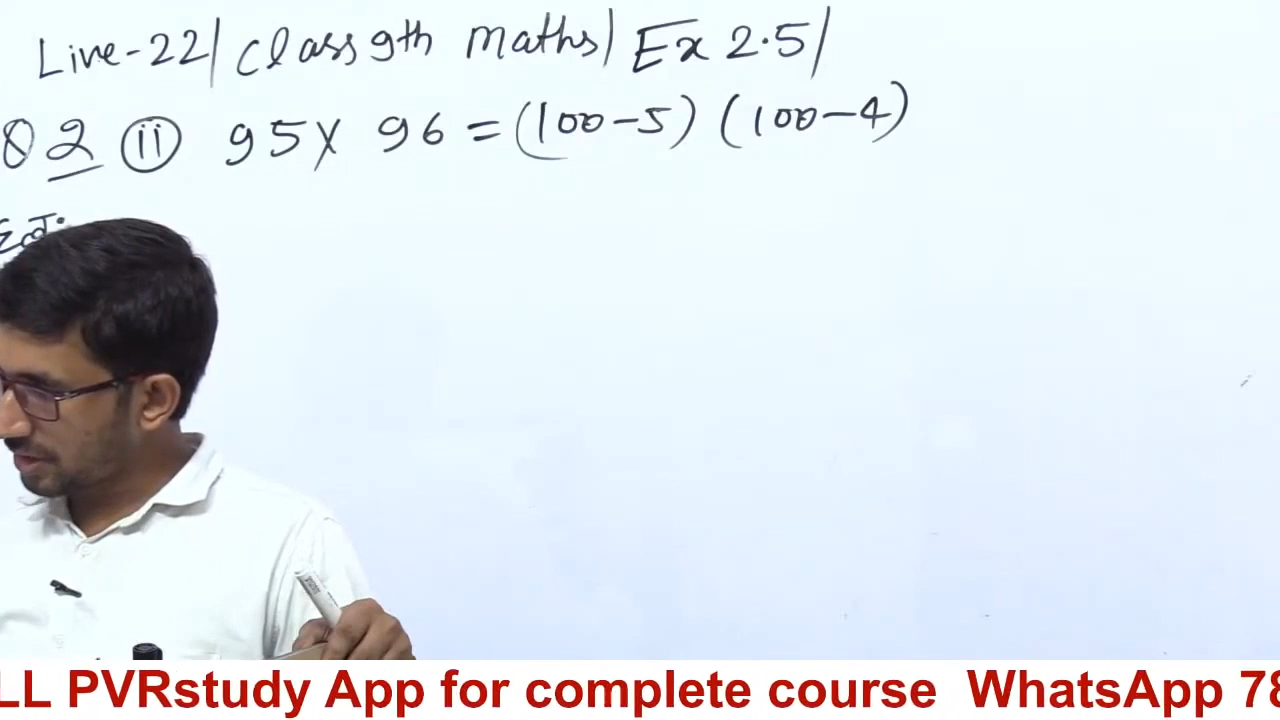 Live-22| Class 9th maths| Ex 2.5|
Q 2 (ii) 95 X 96 = (100-5) (100-4)
LL PVRstudy App for complete course WhatsApp 78